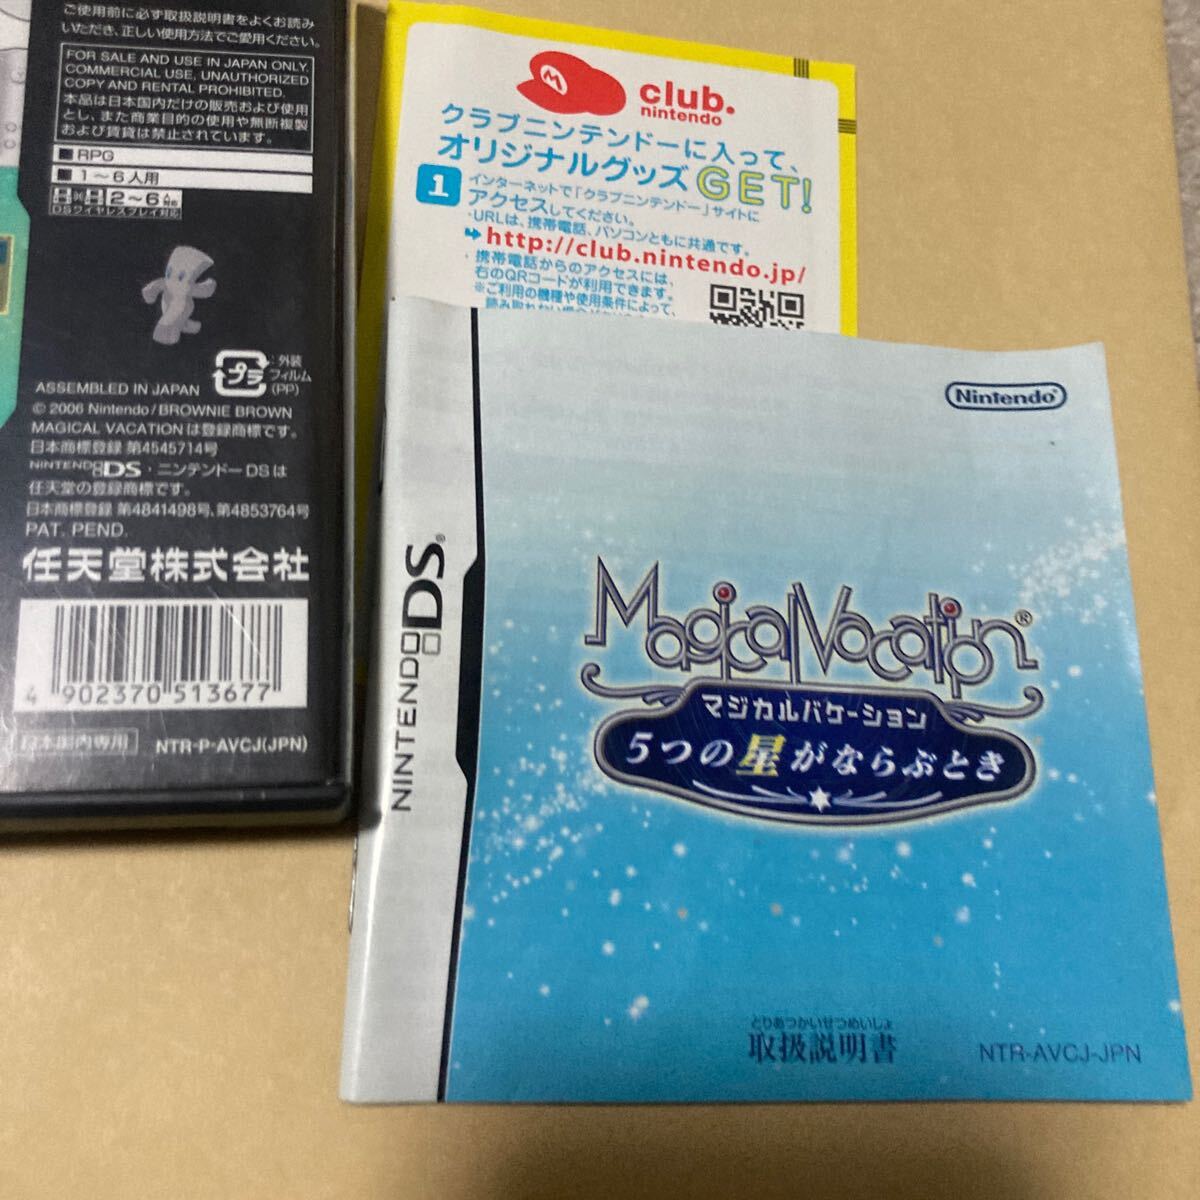 ご使用前に必ず取扱説明書をよくお読み
いただき、正しい使用方法でご愛用ください。
FOR SALE AND USE IN JAPAN ONLY.
COMMERCIAL USE, UNAUTHORIZED
COPY AND RENTAL PROHIBITED.
本品は日本国内だけの販売および使用
とし、また商業目的の使用や無断複製
および賃貸は禁止されています。
RPG
1～6人用
2～6人対応
DSワイヤレスプレイ対応
プラ
:外装
フィルム
(PP)
ASSEMBLED IN JAPAN
© 2006 Nintendo/BROWNIE BROWN
MAGICAL VACATIONは登録商標です。
日本商標登録 第4545714号
NINTENDO DS・ニンテンドーDSは
任天堂の登録商標です。
日本商標登録 第4841498号、第4853764号
PAT. PEND.
任天堂株式会社
4 902370 513677
日本国内専用
NTR-P-AVCJ(JPN)
M
club.
nintendo
クラブニンテンドーに入って、
オリジナルグッズGET!
1
インターネットで「クラブニンテンドー」サイトに
アクセスしてください。
・URLは、携帯電話、パソコンともに共通です。
http://club.nintendo.jp/
・携帯電話からのアクセスには、
右のQRコードが利用できます。
※ご利用の機種や使用条件によって、
Nintendo
NINTENDO DS®
Magical Vacation®
マジカルバケーション
5つの星がならぶとき
とりあつかいせつめいしょ
取扱説明書
NTR-AVCJ-JPN